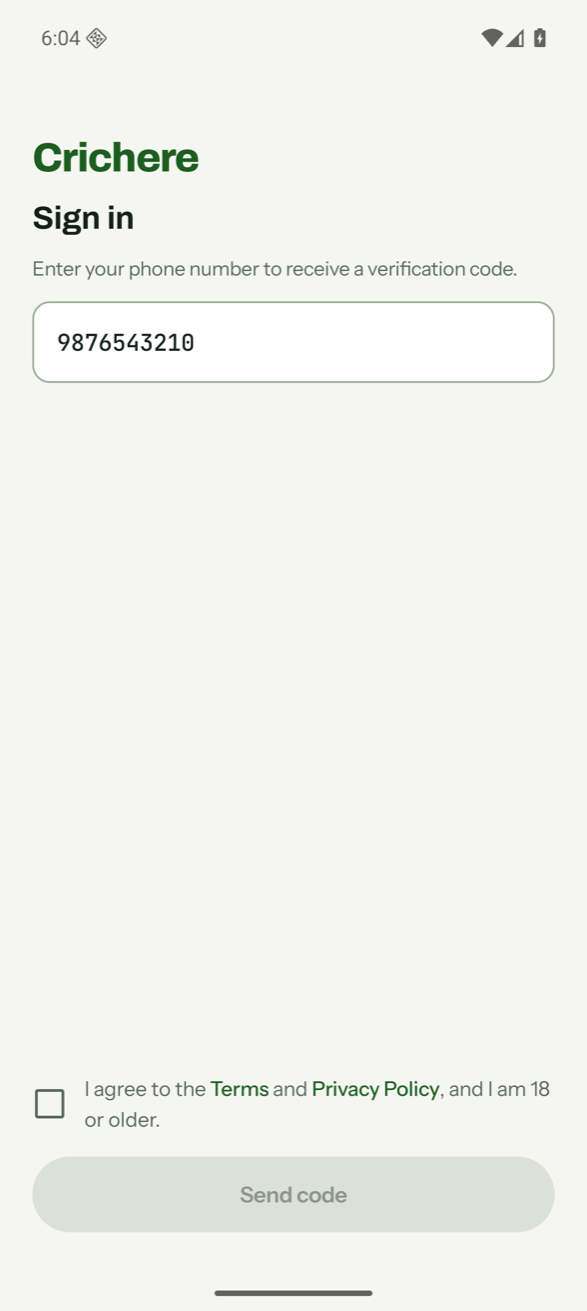 6:04
Crichere
Sign in
Enter your phone number to receive a verification code.
9876543210
I agree to the Terms and Privacy Policy, and I am 18
or older.
Send code